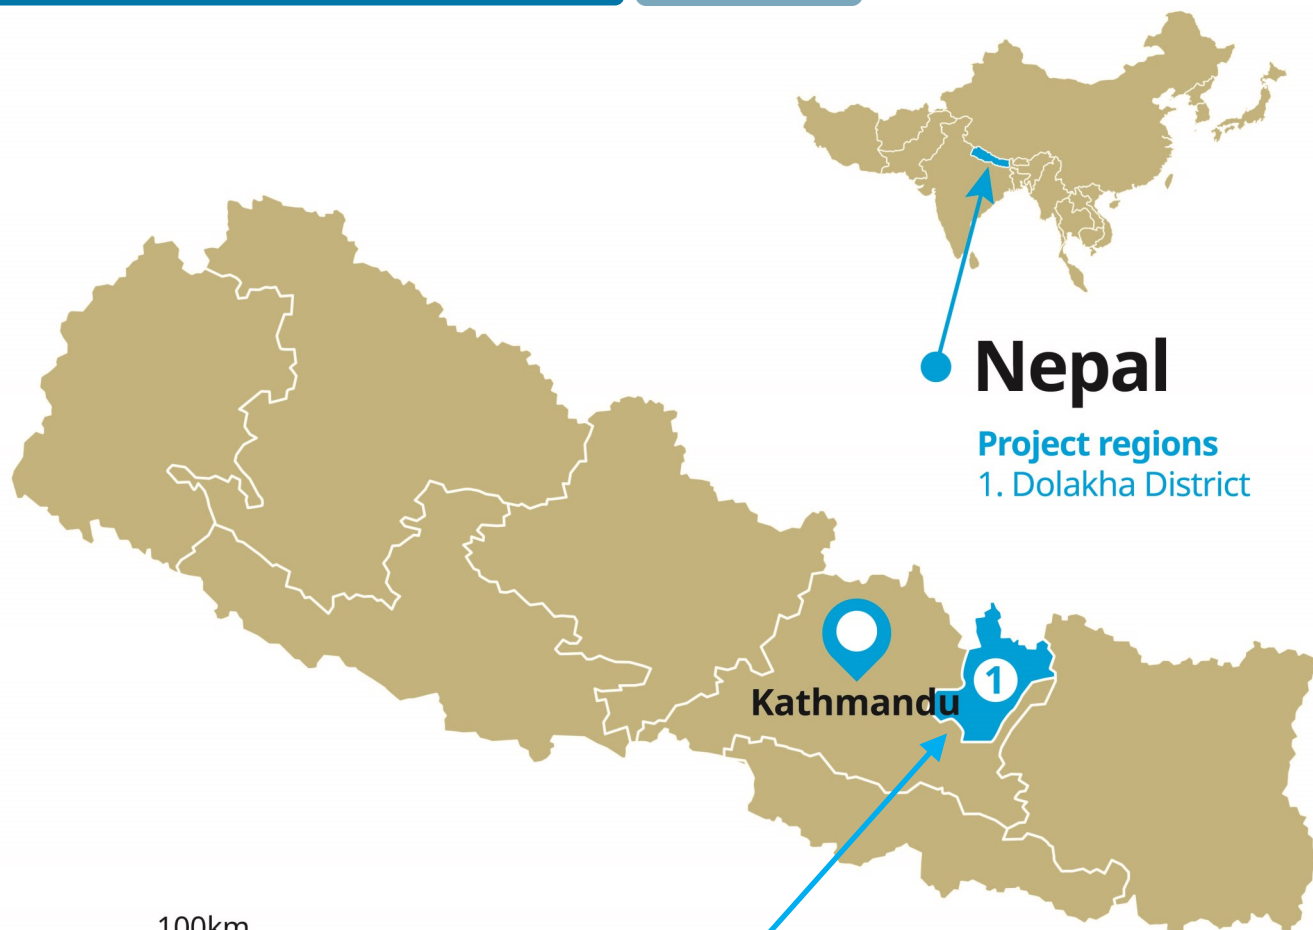 Nepal
Project regions
1. Dolakha District
1
Kathmandu
100km